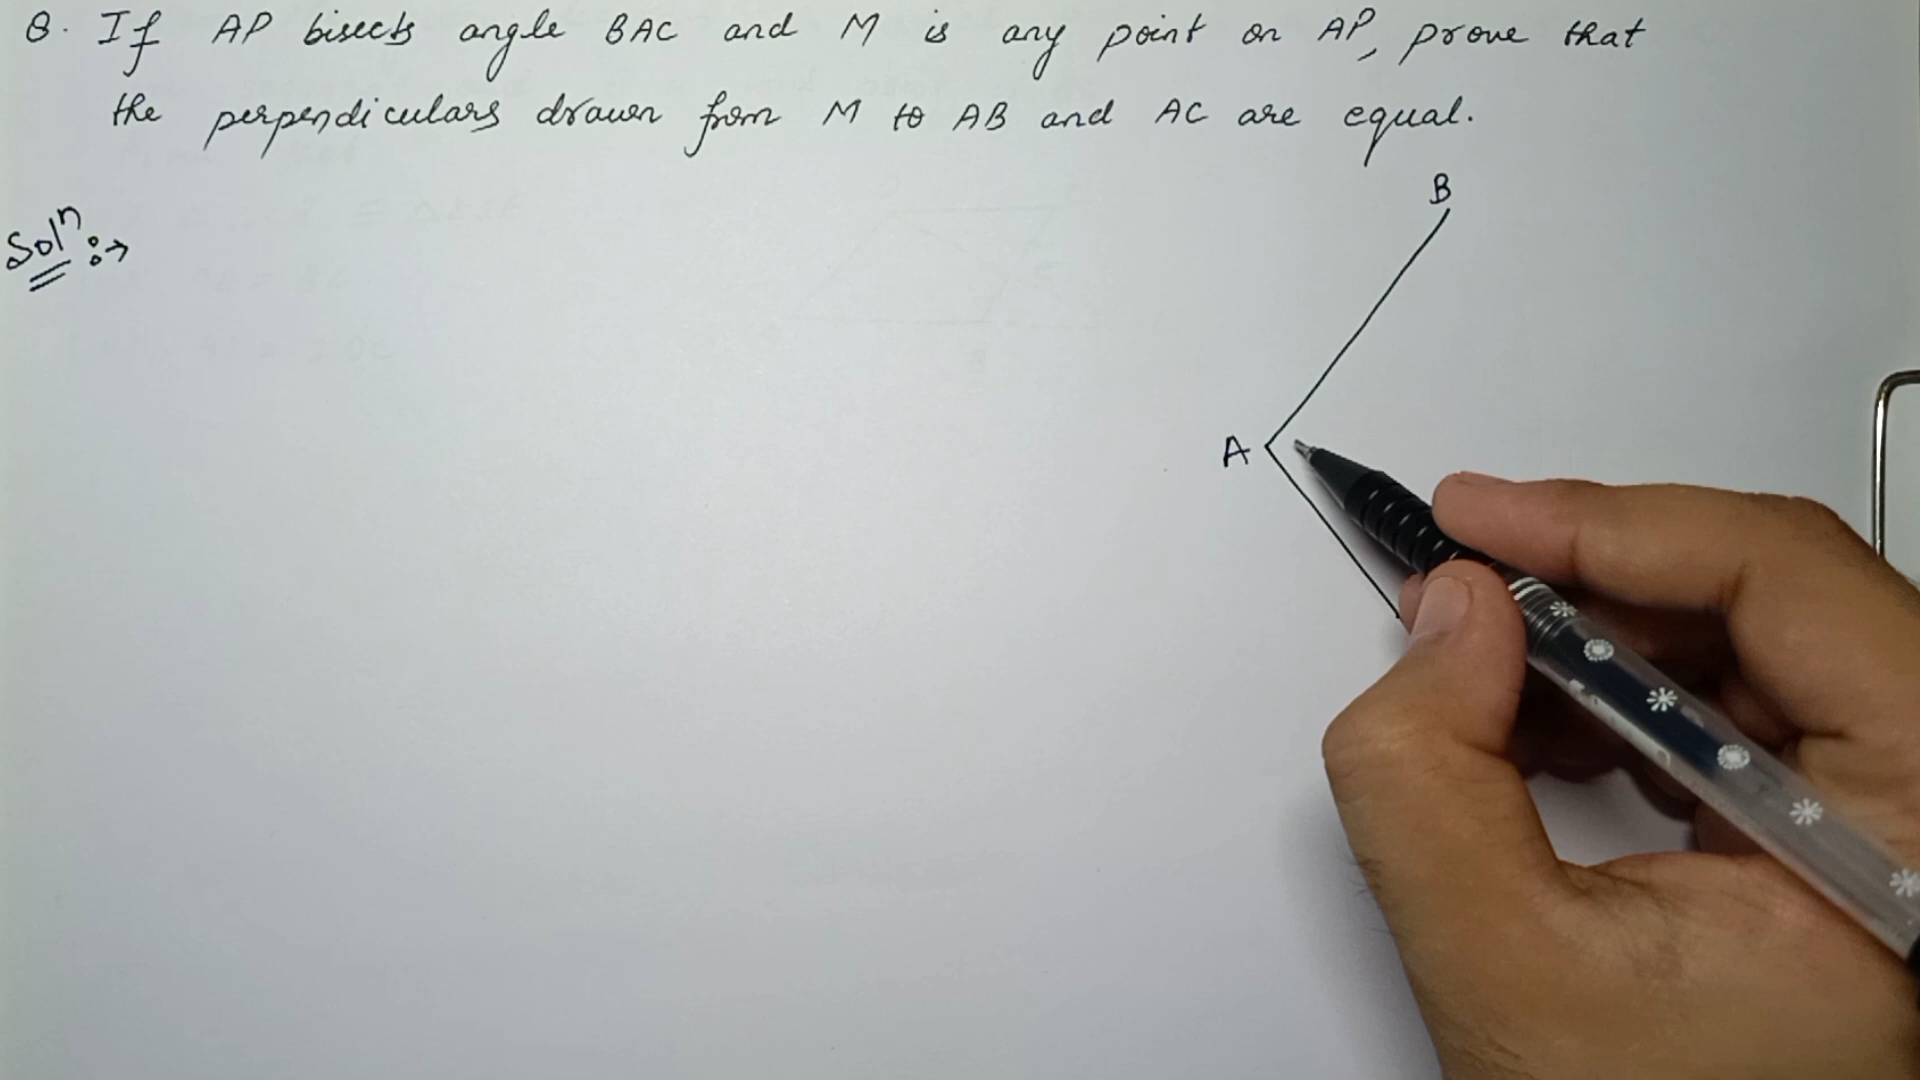 Q. If AP bisects angle BAC and M is any point on AP, prove that
the perpendiculars drawn from M to AB and AC are equal.
Solⁿ :→
B
A